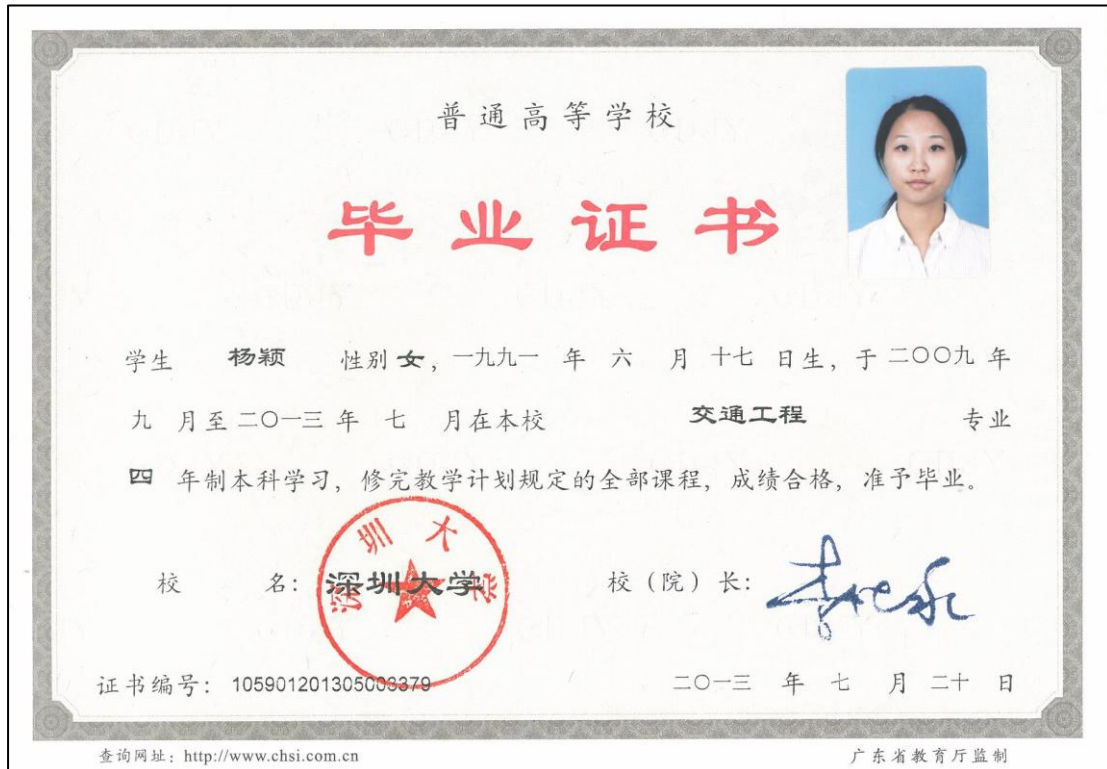 普通高等学校
毕业证书
学生 杨颖 性别 女，一九九一 年 六 月 十七 日生，于 二〇〇九 年
九 月至 二〇一三 年 七 月在本校 交通工程 专业
四 年制本科学习，修完教学计划规定的全部课程，成绩合格，准予毕业。
校 名：深圳大学 校（院）长：
深圳大学
证书编号：105901201305003379 二〇一三 年 七 月 二十 日
查询网址：http://www.chsi.com.cn 广东省教育厅监制